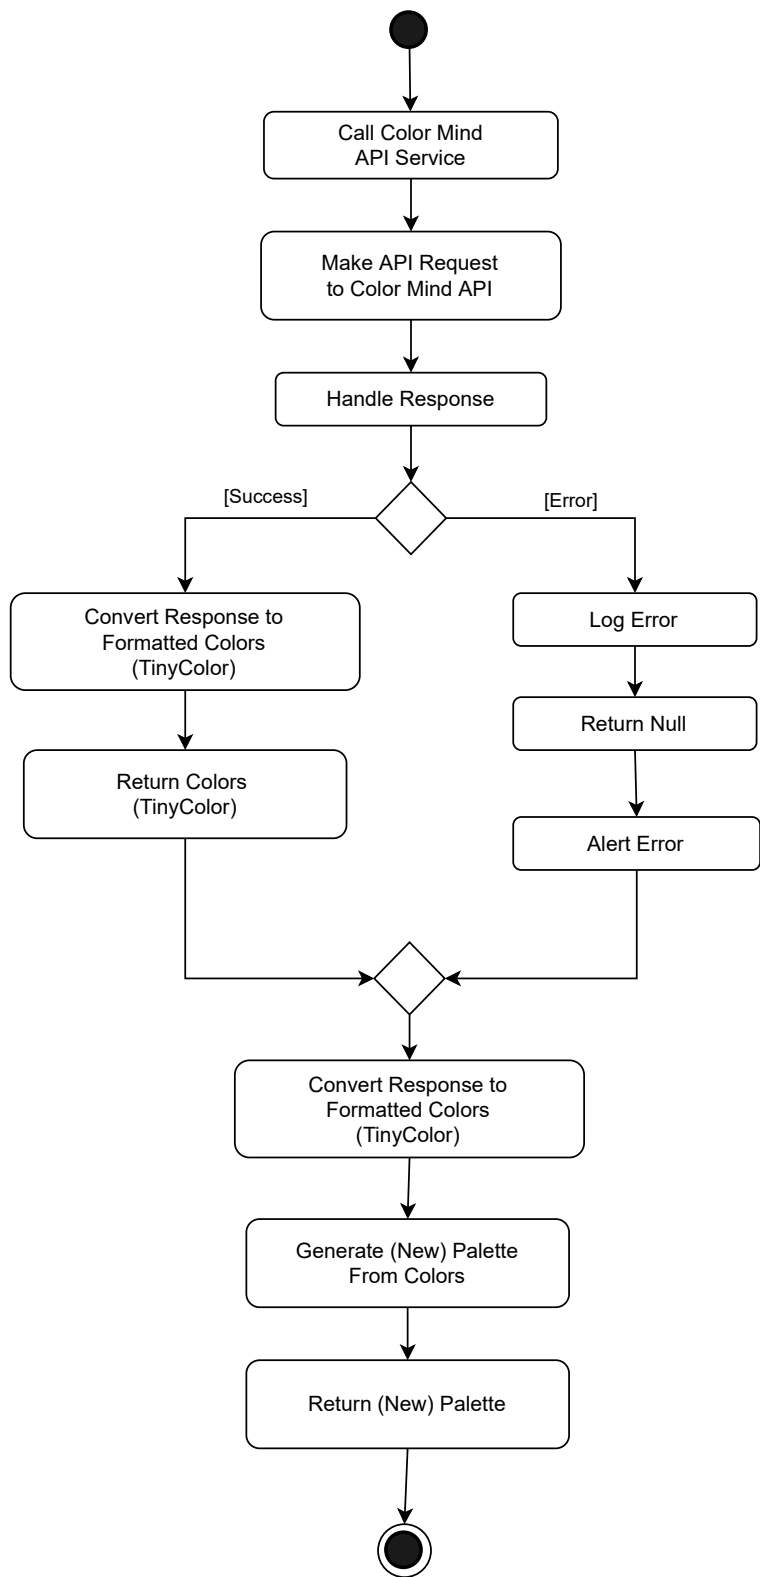 Call Color Mind
API Service
Make API Request
to Color Mind API
Handle Response
[Success]
[Error]
Convert Response to
Formatted Colors
(TinyColor)
Log Error
Return Null
Return Colors
(TinyColor)
Alert Error
Convert Response to
Formatted Colors
(TinyColor)
Generate (New) Palette
From Colors
Return (New) Palette